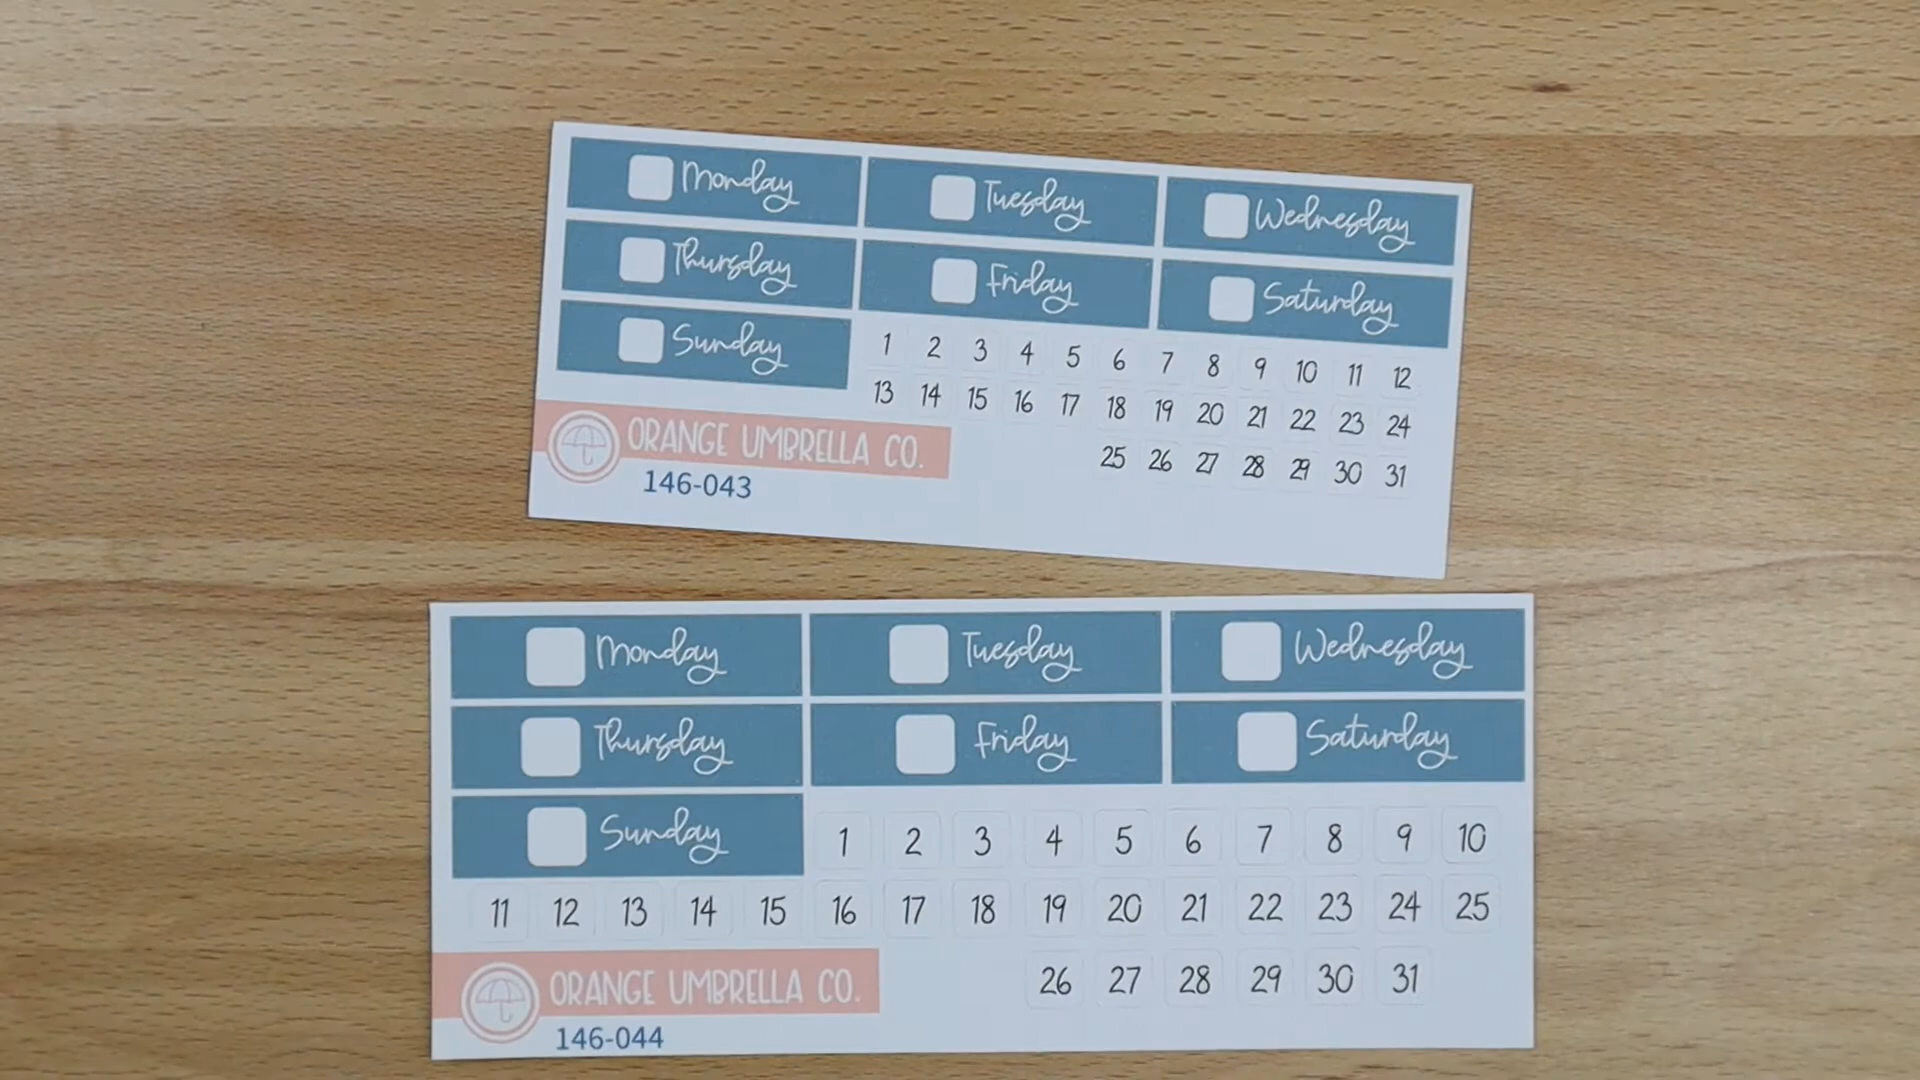 Monday Tuesday Wednesday
Thursday Friday Saturday
Sunday
1 2 3 4 5 6 7 8 9 10 11 12
13 14 15 16 17 18 19 20 21 22 23 24
25 26 27 28 29 30 31
ORANGE UMBRELLA CO.
146-043
Monday Tuesday Wednesday
Thursday Friday Saturday
Sunday 1 2 3 4 5 6 7 8 9 10
11 12 13 14 15 16 17 18 19 20 21 22 23 24 25
26 27 28 29 30 31
ORANGE UMBRELLA CO.
146-044